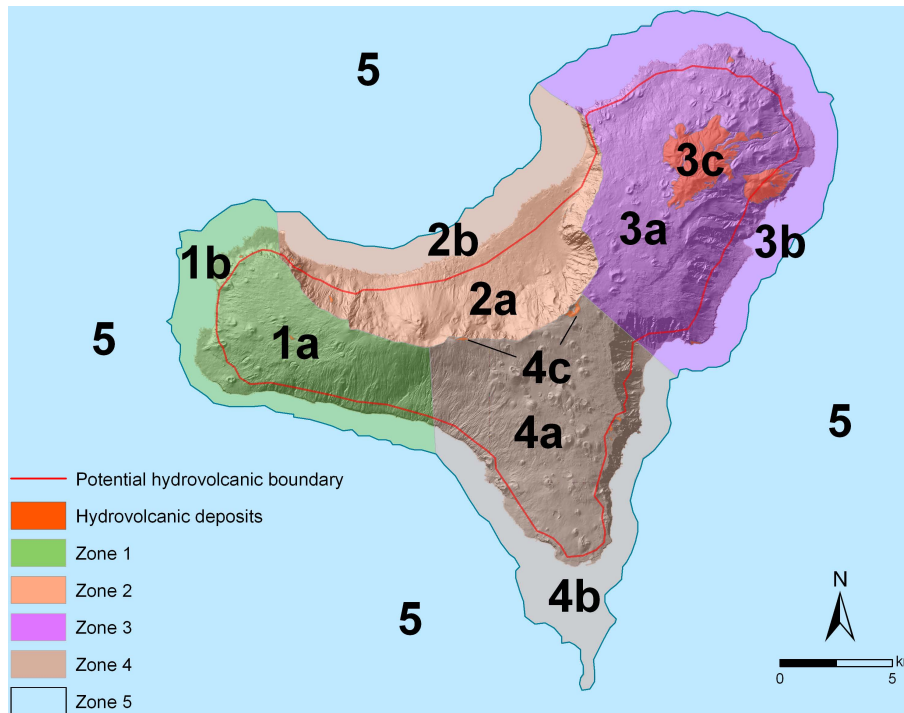 5
3c
3a
3b
2b
1b
2a
5
1a
4c
4a
5
Potential hydrovolcanic boundary
Hydrovolcanic deposits
Zone 1
Zone 2
Zone 3
Zone 4
Zone 5
5
4b
N
km
0 5